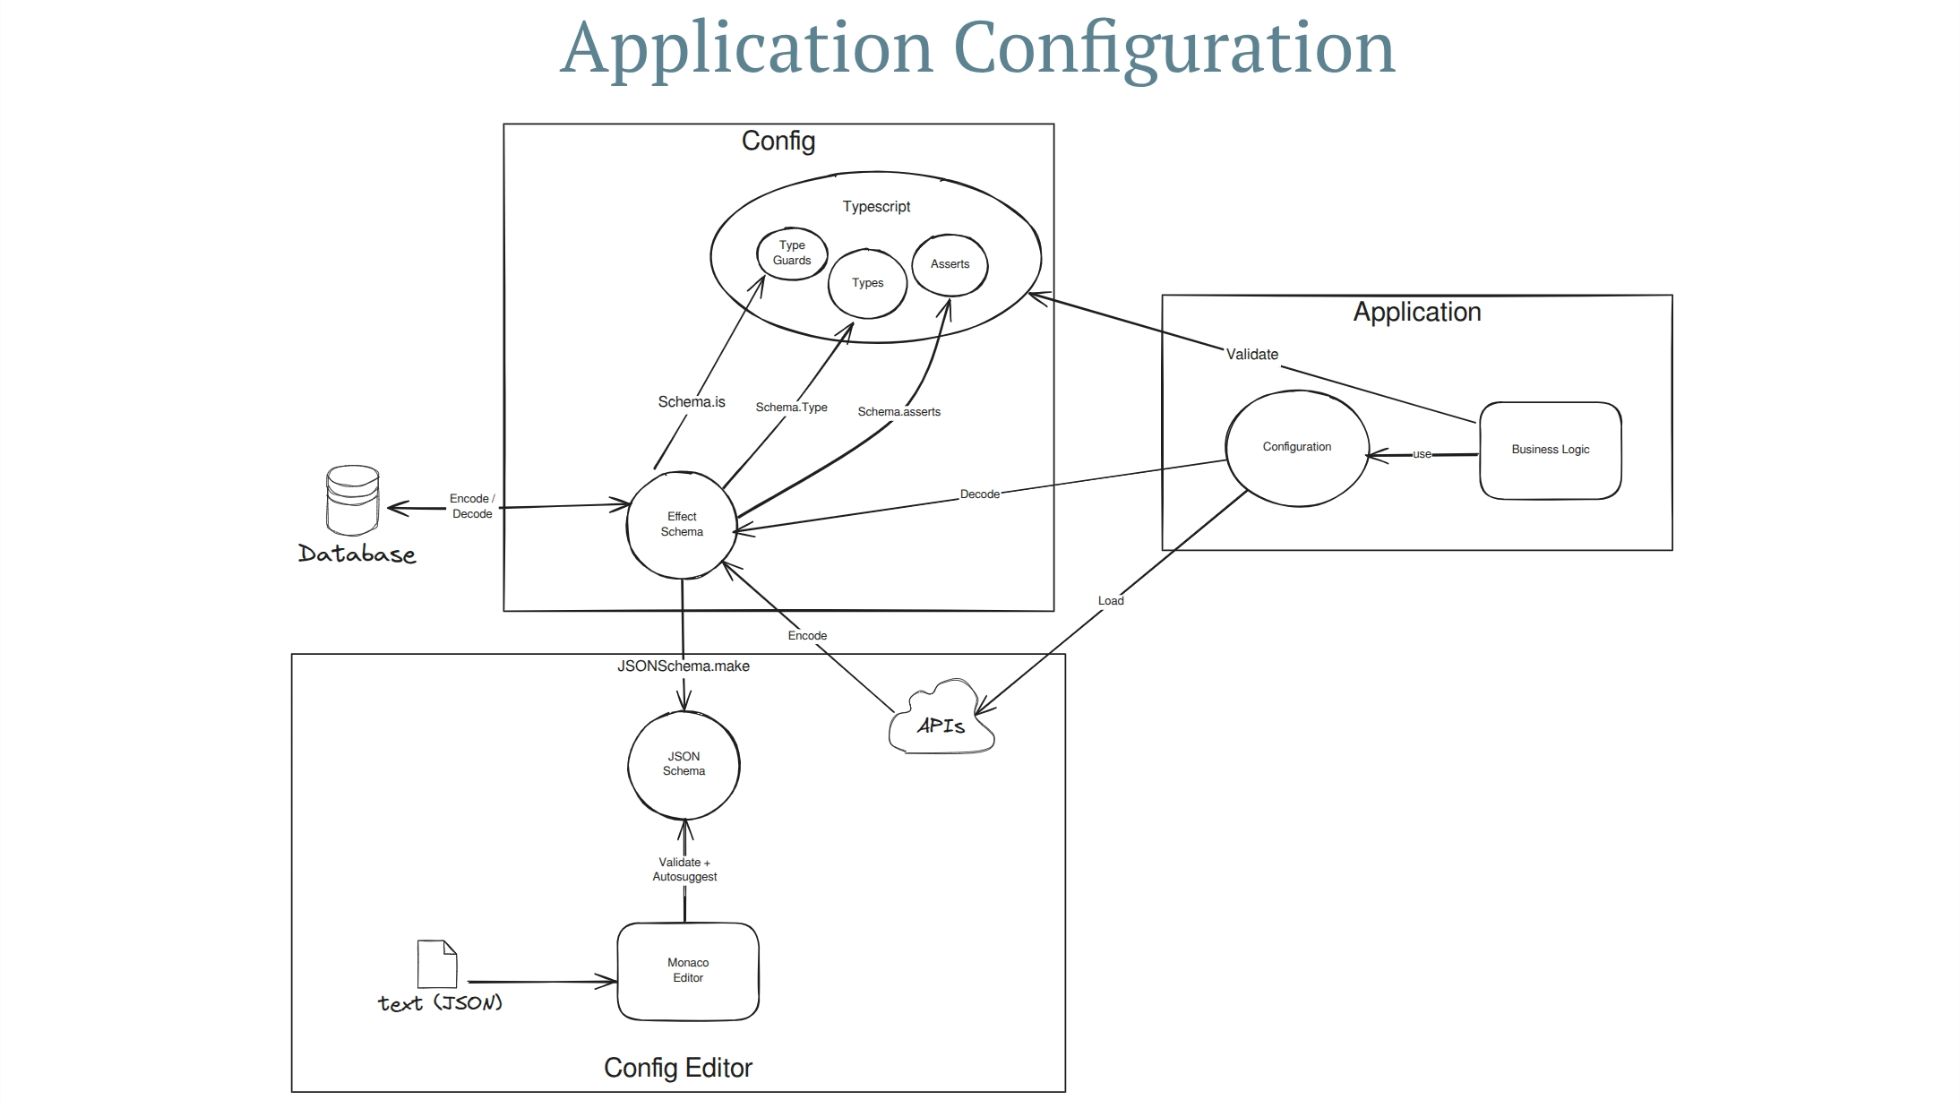 Application Configuration
Config
Typescript
Type
Guards
Types
Asserts
Schema.is
Schema.Type
Schema.asserts
Effect
Schema
Encode /
Decode
Database
Application
Validate
Configuration
use
Business Logic
Decode
Load
Encode
APIs
JSONSchema.make
JSON
Schema
Validate +
Autosuggest
Monaco
Editor
text (JSON)
Config Editor